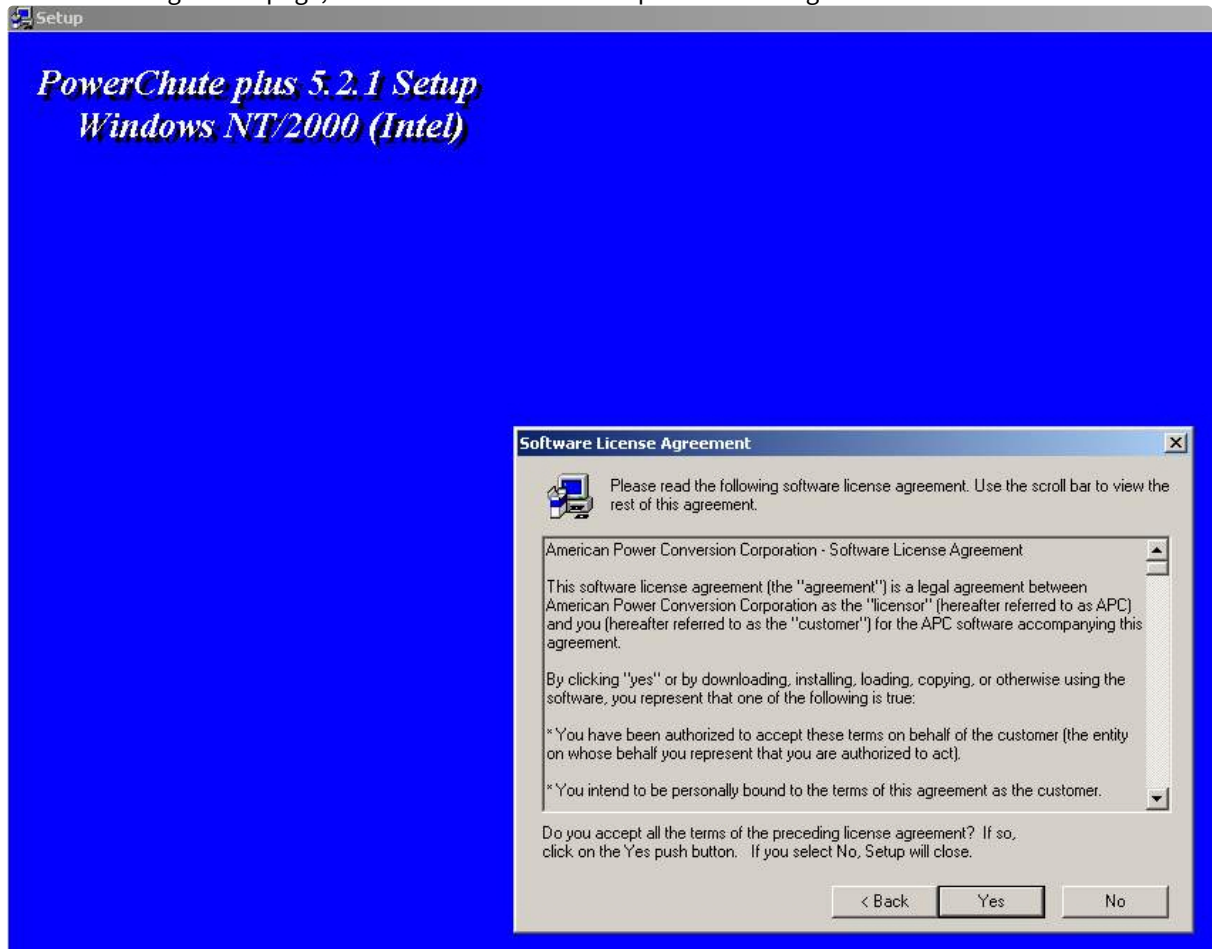 Setup
PowerChute plus 5.2.1 Setup
Windows NT/2000 (Intel)
Software License Agreement
Please read the following software license agreement. Use the scroll bar to view the
rest of this agreement.
American Power Conversion Corporation - Software License Agreement
This software license agreement (the "agreement") is a legal agreement between
American Power Conversion Corporation as the "licensor" (hereafter referred to as APC)
and you (hereafter referred to as the "customer") for the APC software accompanying this
agreement.
By clicking "yes" or by downloading, installing, loading, copying, or otherwise using the
software, you represent that one of the following is true:
* You have been authorized to accept these terms on behalf of the customer (the entity
on whose behalf you represent that you are authorized to act).
* You intend to be personally bound to the terms of this agreement as the customer.
Do you accept all the terms of the preceding license agreement? If so,
click on the Yes push button. If you select No, Setup will close.
< Back
Yes
No